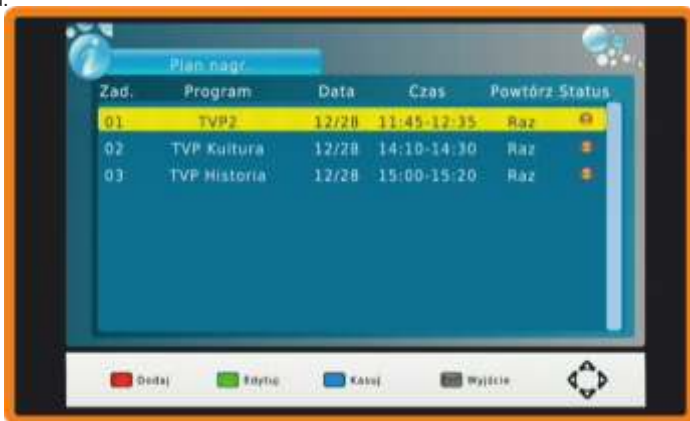 Plan nagr.
Zad. Program Data Czas Powtórz Status
01 TVP2 12/28 11:45-12:35 Raz
02 TVP Kultura 12/28 14:10-14:30 Raz
03 TVP Historia 12/28 15:00-15:20 Raz
Dodaj Edytuj Kasuj Wyjście